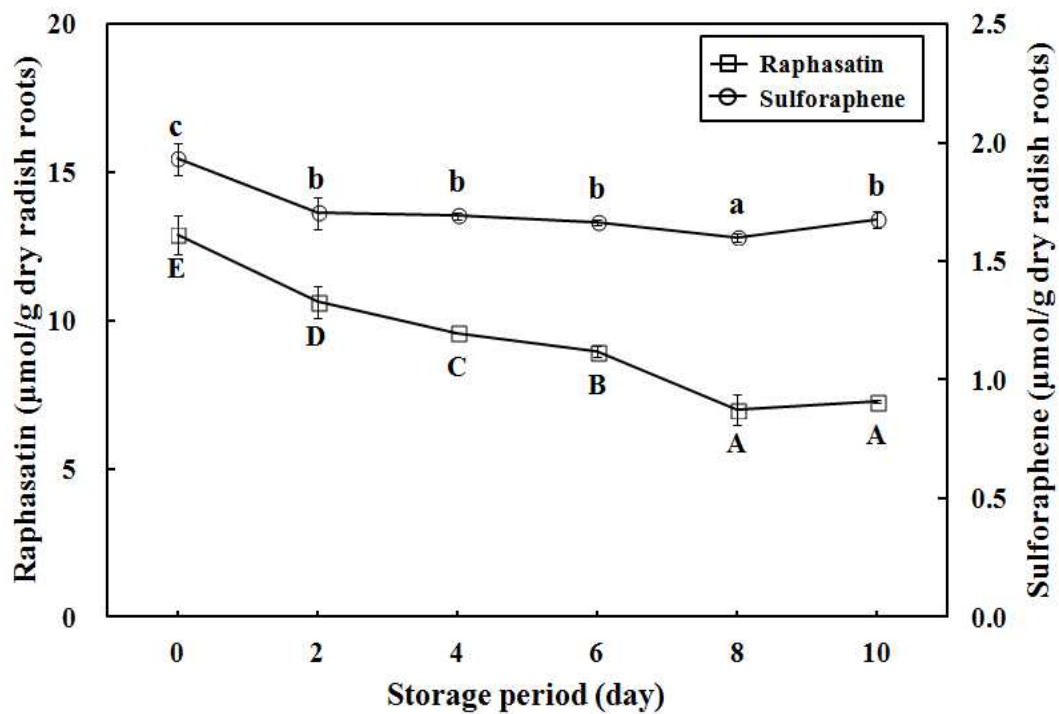 Raphasatin (μmol/g dry radish roots)
20
15
10
5
0
Raphasatin
Sulforaphene
c
b
b
b
a
b
E
D
C
B
A
A
2.5
2.0
1.5
1.0
0.5
0.0
Sulforaphene (μmol/g dry radish roots)
0 2 4 6 8 10
Storage period (day)